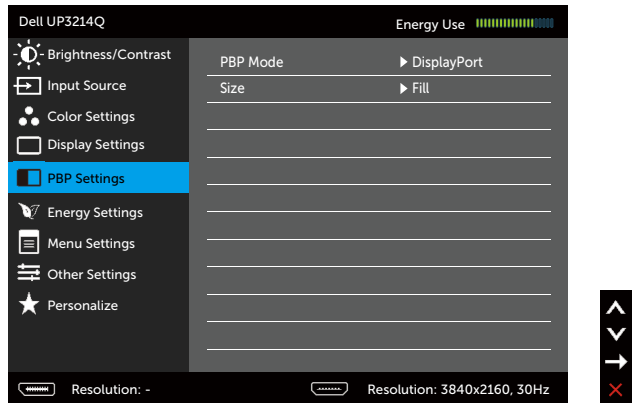 Dell UP3214Q
Energy Use
Brightness/Contrast
Input Source
Color Settings
Display Settings
PBP Settings
Energy Settings
Menu Settings
Other Settings
Personalize
PBP Mode DisplayPort
Size Fill
Resolution: - Resolution: 3840x2160, 30Hz